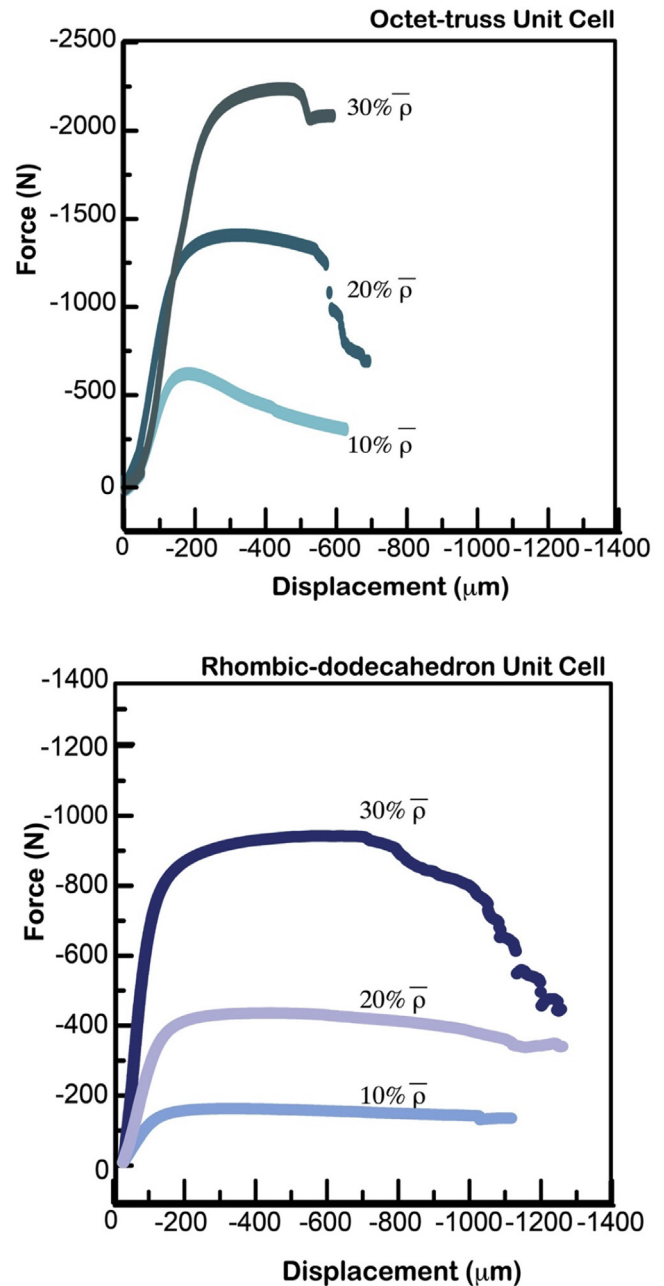 Octet-truss Unit Cell
-2500
-2000
-1500
-1000
-500
0
Force (N)
30% ρ̅
20% ρ̅
10% ρ̅
0 -200 -400 -600 -800 -1000 -1200 -1400
Displacement (μm)
Rhombic-dodecahedron Unit Cell
-1400
-1200
-1000
-800
-600
-400
-200
0
Force (N)
30% ρ̅
20% ρ̅
10% ρ̅
0 -200 -400 -600 -800 -1000 -1200 -1400
Displacement (μm)